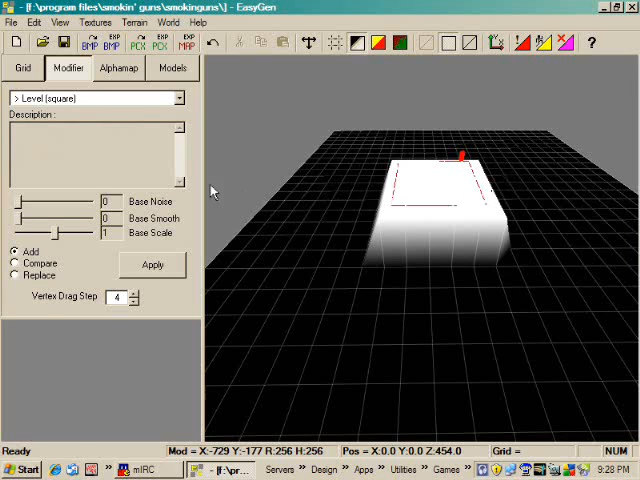 - [f:\program files\smokin' guns\smokinguns\] - EasyGen
File Edit View Textures Terrain World Help
BMP EXP BMP PCX EXP PCX EXP MAP ?
Grid Modifier Alphamap Models
> Level (square)
Description :
0 Base Noise
0 Base Smooth
1 Base Scale
Add
Compare
Replace
Apply
Vertex Drag Step 4
Ready Mod = X:-729 Y:-177 R:256 H:256 Pos = X:0.0 Y:0.0 Z:454.0 Grid = NUM
Start mIRC - [f:\pr... Servers Design Apps Utilities Games 9:28 PM